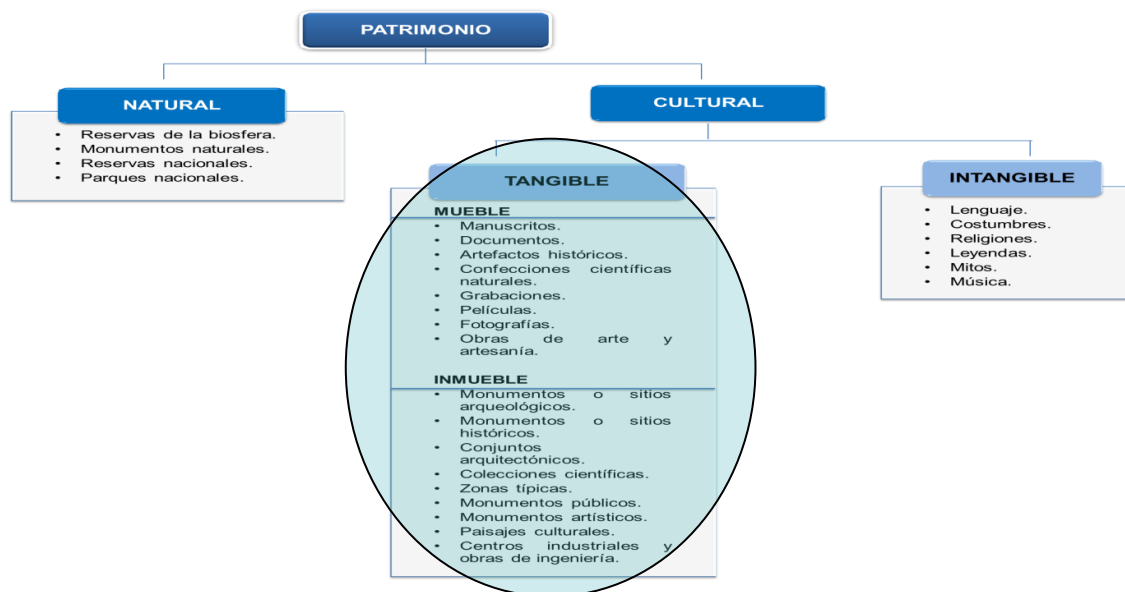 PATRIMONIO
NATURAL
• Reservas de la biosfera.
• Monumentos naturales.
• Reservas nacionales.
• Parques nacionales.
CULTURAL
TANGIBLE
MUEBLE
• Manuscritos.
• Documentos.
• Artefactos históricos.
• Confecciones científicas
naturales.
• Grabaciones.
• Películas.
• Fotografías.
• Obras de arte y
artesanía.
INMUEBLE
• Monumentos o sitios
arqueológicos.
• Monumentos o sitios
históricos.
• Conjuntos
arquitectónicos.
• Colecciones científicas.
• Zonas típicas.
• Monumentos públicos.
• Monumentos artísticos.
• Paisajes culturales.
• Centros industriales y
obras de ingeniería.
INTANGIBLE
• Lenguaje.
• Costumbres.
• Religiones.
• Leyendas.
• Mitos.
• Música.